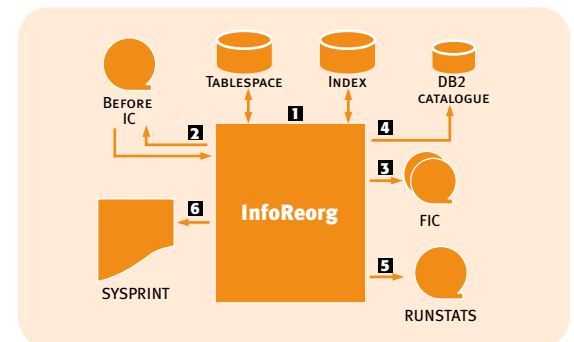 TABLESPACE
INDEX
DB2
CATALOGUE
BEFORE
IC
1
2
4
3
InfoReorg
FIC
6
5
SYSPRINT
RUNSTATS